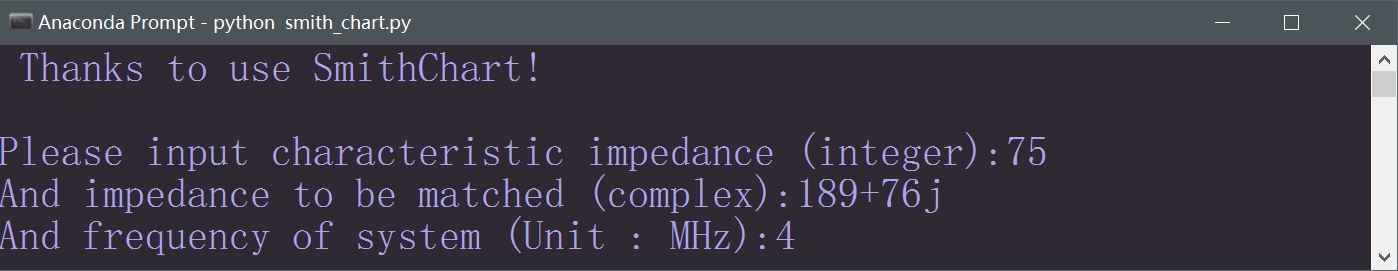 Anaconda Prompt - python  smith_chart.py
Thanks to use SmithChart!
Please input characteristic impedance (integer):75
And impedance to be matched (complex):189+76j
And frequency of system (Unit : MHz):4